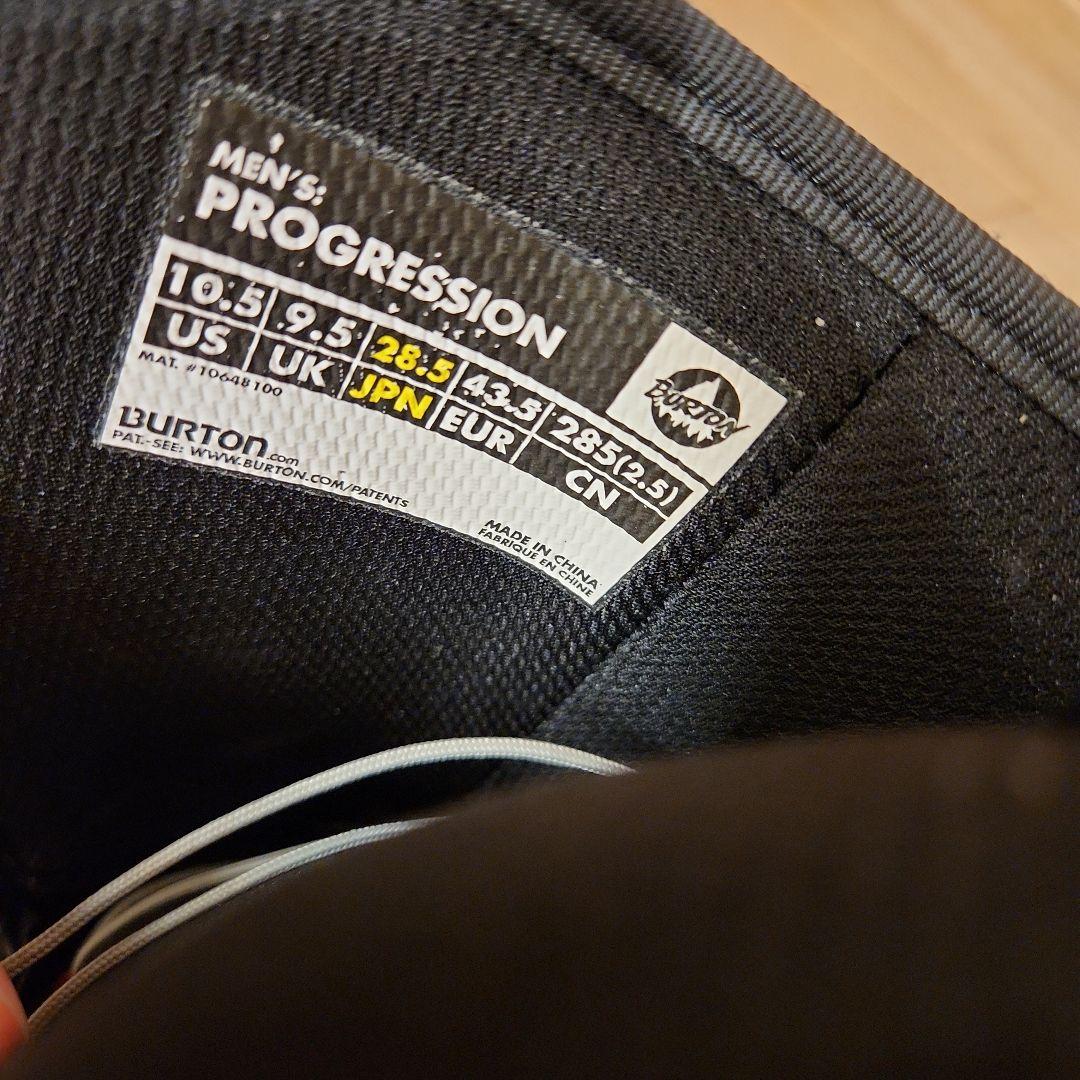 MEN'S:
PROGRESSION
10.5 9.5 28.5 43.5 285(2.5)
US UK JPN EUR CN
MAT. #10648100
BURTON
BURTON.com
PAT.-SEE: WWW.BURTON.COM/PATENTS
MADE IN CHINA
FABRIQUE EN CHINE